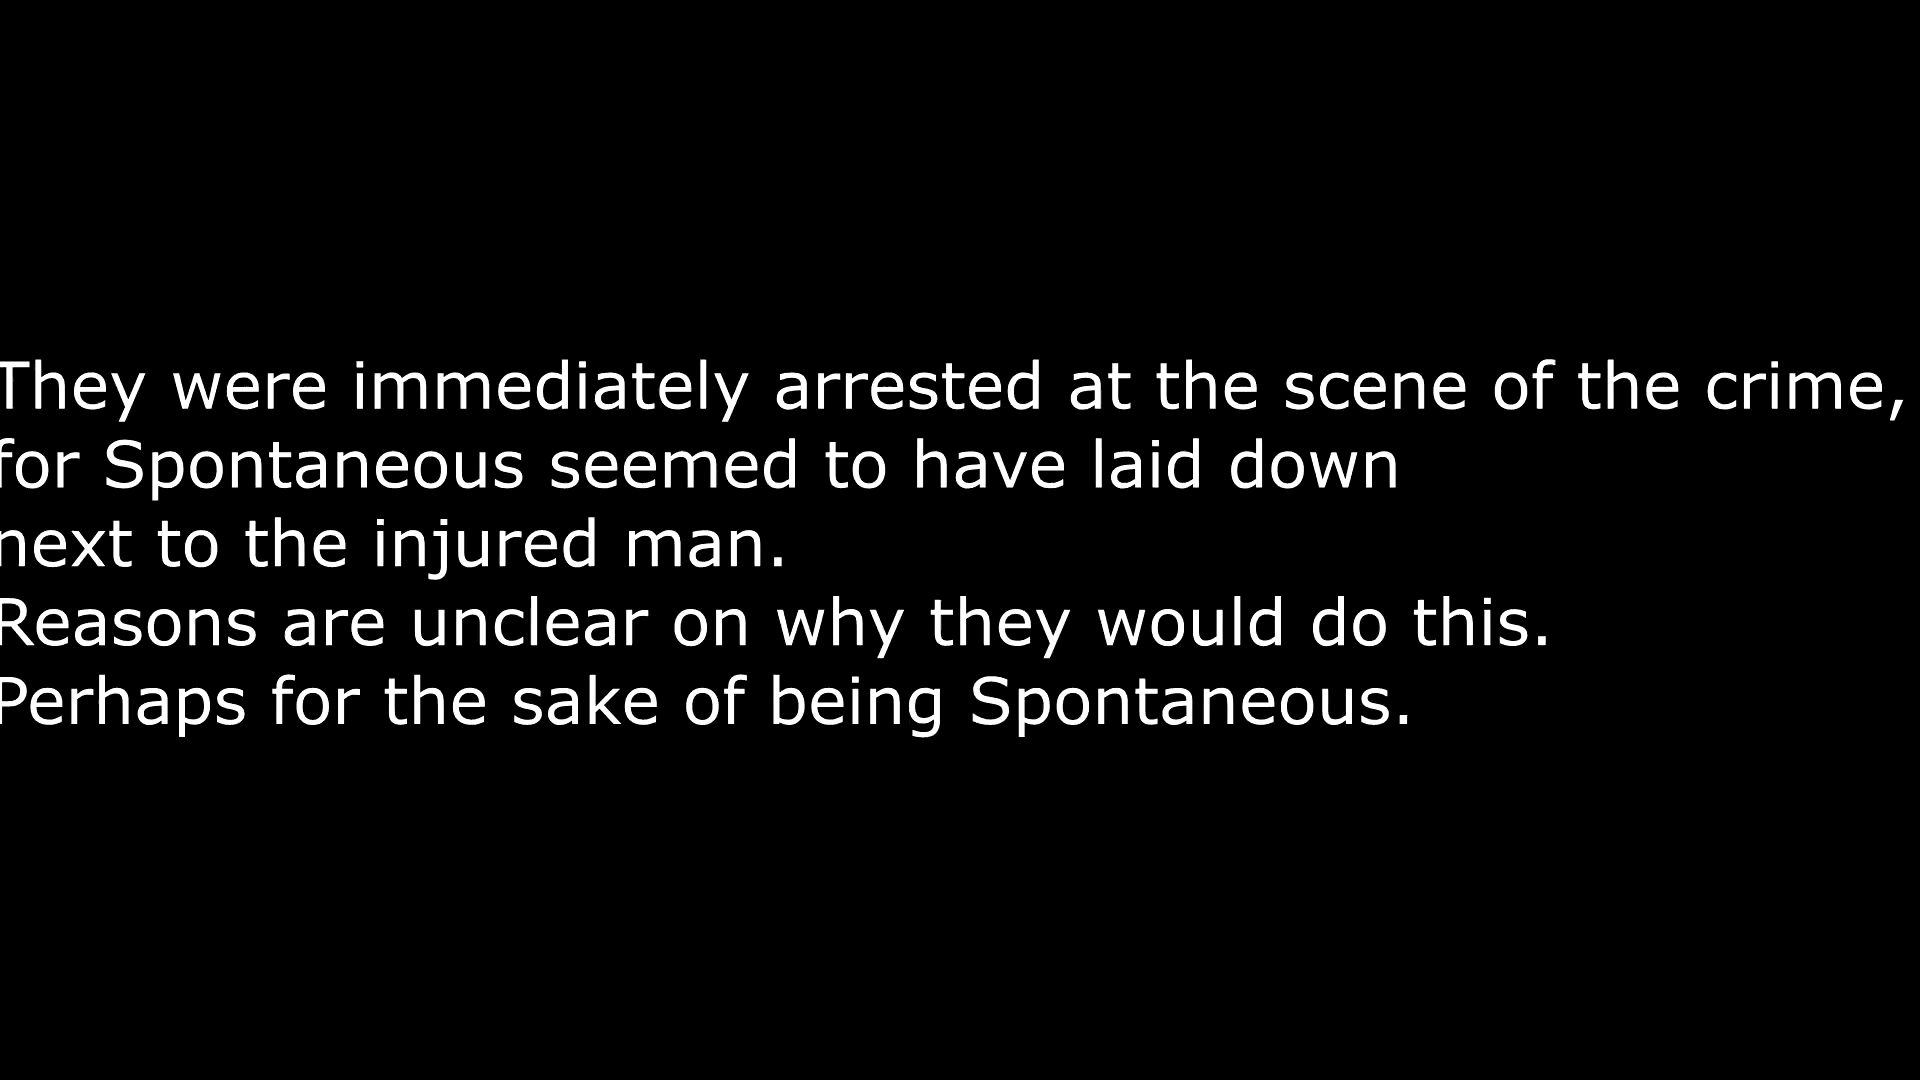 They were immediately arrested at the scene of the crime,
for Spontaneous seemed to have laid down
next to the injured man.
Reasons are unclear on why they would do this.
Perhaps for the sake of being Spontaneous.